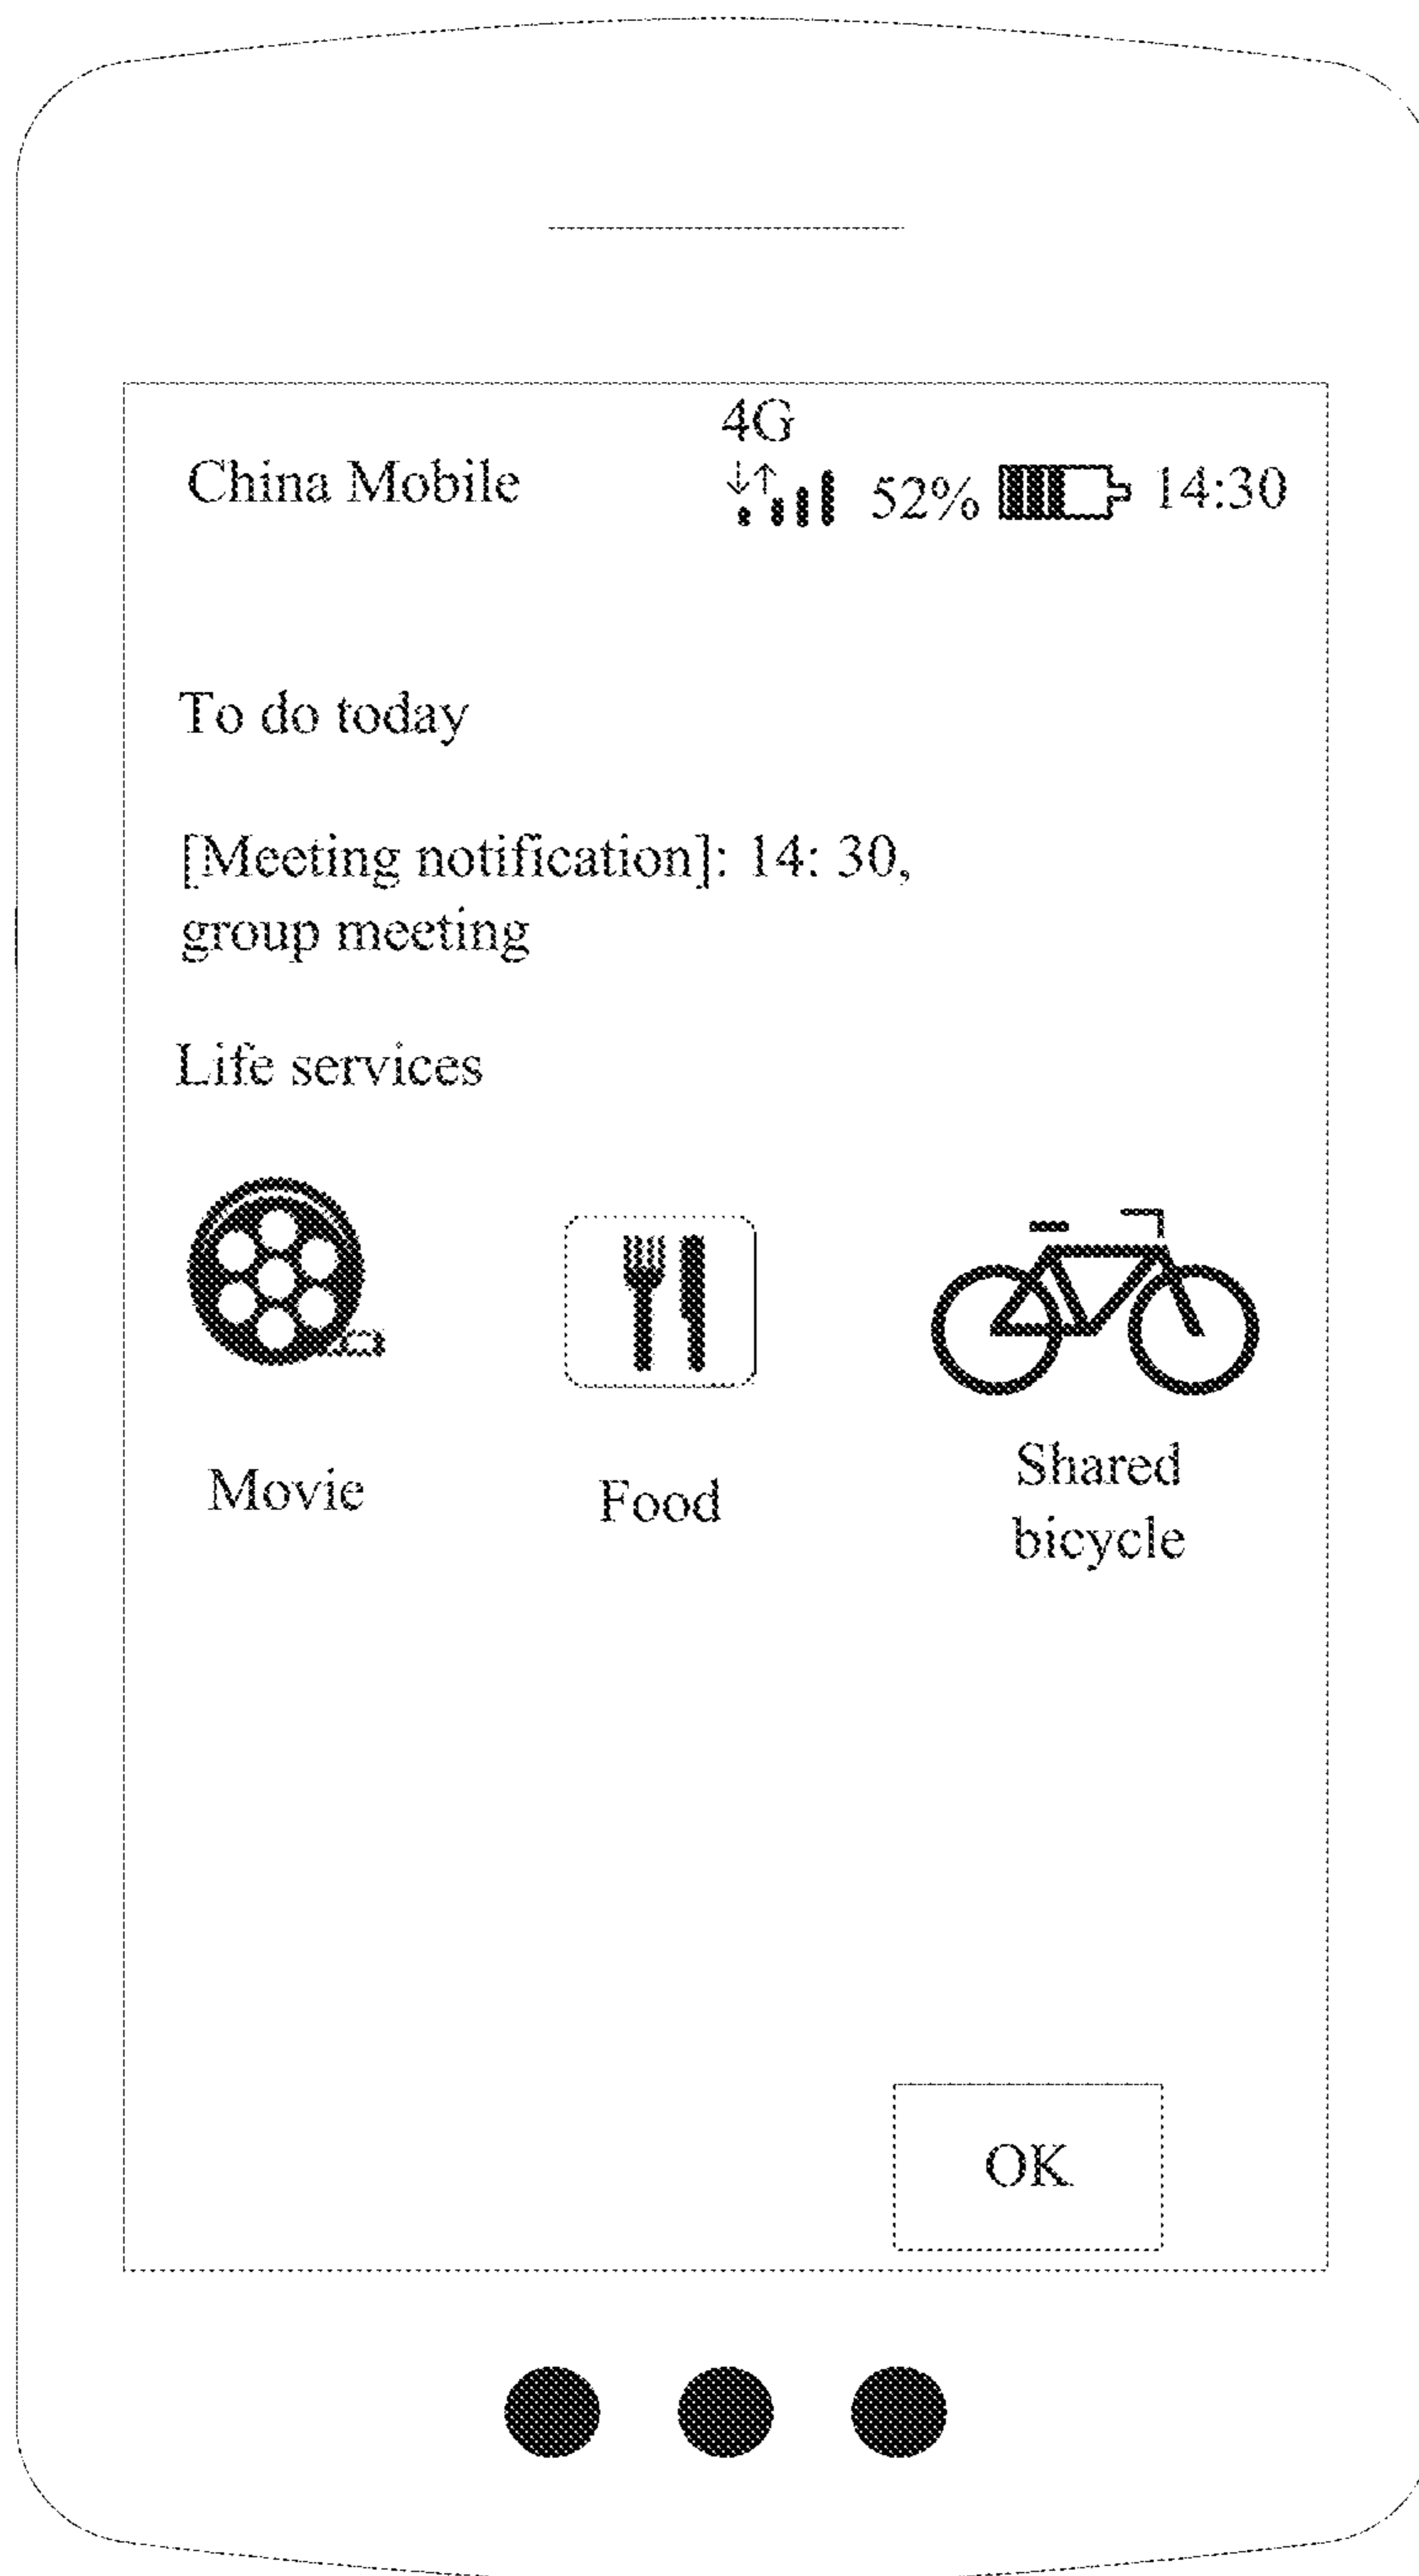 4G
China Mobile 52% 14:30
To do today
[Meeting notification]: 14: 30,
group meeting
Life services
Movie Food Shared
bicycle
OK